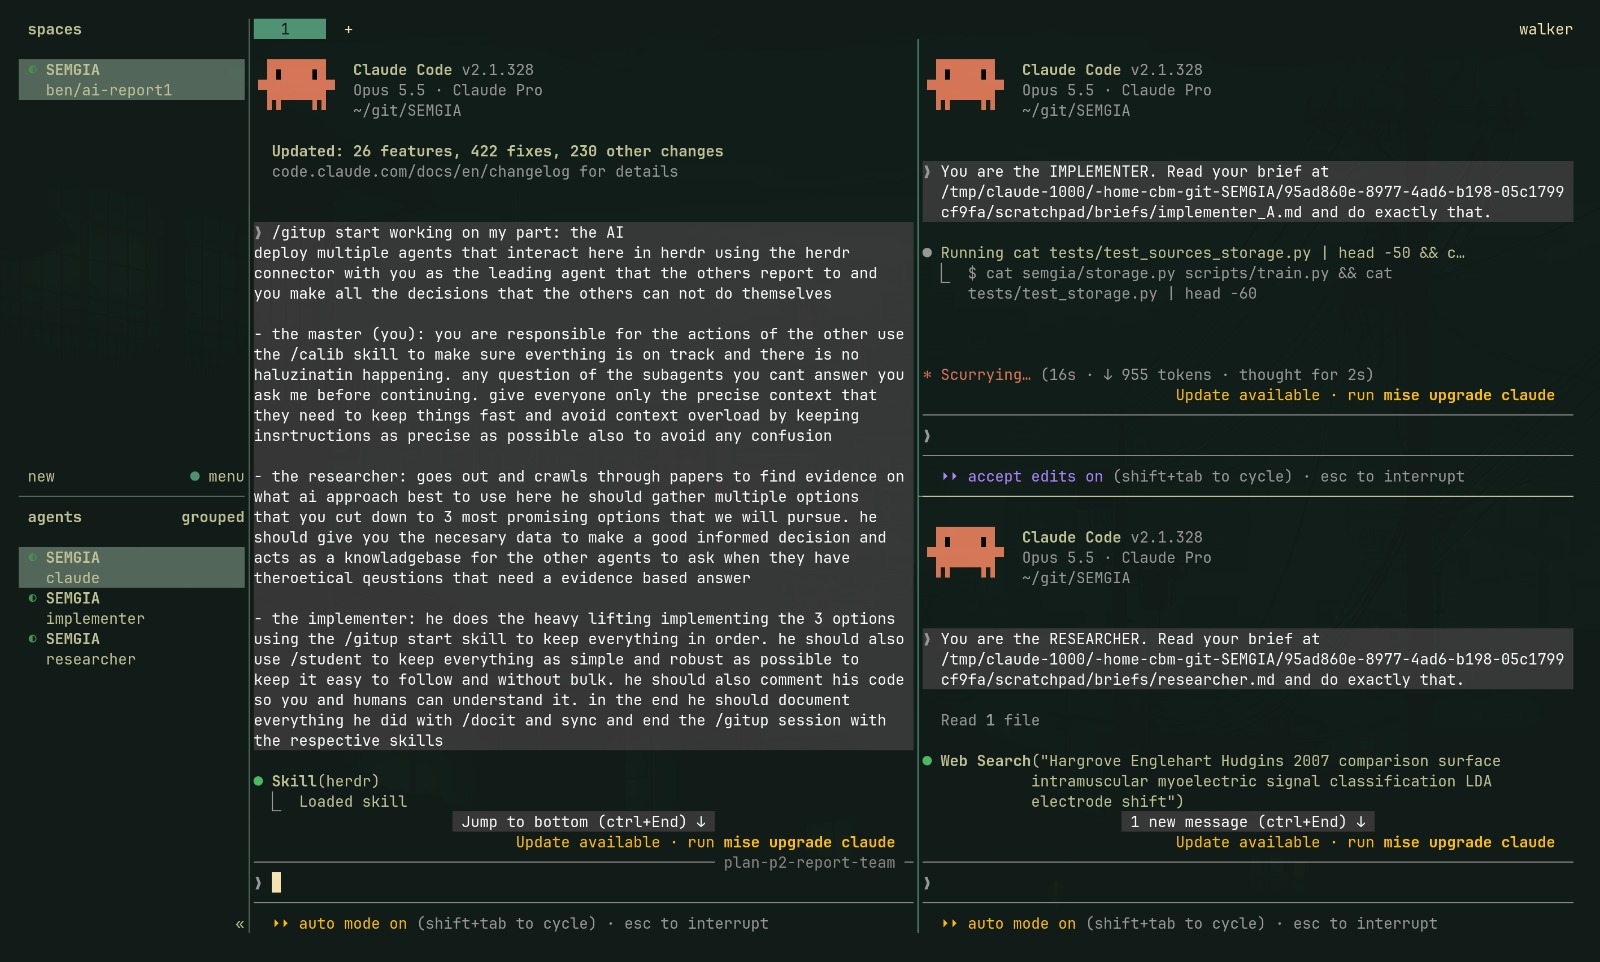 spaces
SEMGIA
ben/ai-report1
new ● menu
agents grouped
SEMGIA
claude
SEMGIA
implementer
SEMGIA
researcher
«
1 +
Claude Code v2.1.328
Opus 5.5 · Claude Pro
~/git/SEMGIA
Updated: 26 features, 422 fixes, 230 other changes
code.claude.com/docs/en/changelog for details
❯ /gitup start working on my part: the AI
deploy multiple agents that interact here in herdr using the herdr
connector with you as the leading agent that the others report to and
you make all the decisions that the others can not do themselves
- the master (you): you are responsible for the actions of the other use
the /calib skill to make sure everthing is on track and there is no
haluzinatin happening. any question of the subagents you cant answer you
ask me before continuing. give everyone only the precise context that
they need to keep things fast and avoid context overload by keeping
insrtructions as precise as possible also to avoid any confusion
- the researcher: goes out and crawls through papers to find evidence on
what ai approach best to use here he should gather multiple options
that you cut down to 3 most promising options that we will pursue. he
should give you the necesary data to make a good informed decision and
acts as a knowladgebase for the other agents to ask when they have
theroetical qeustions that need a evidence based answer
- the implementer: he does the heavy lifting implementing the 3 options
using the /gitup start skill to keep everything in order. he should also
use /student to keep everything as simple and robust as possible to
keep it easy to follow and without bulk. he should also comment his code
so you and humans can understand it. in the end he should document
everything he did with /docit and sync and end the /gitup session with
the respective skills
● Skill(herdr)
⎿ Loaded skill
Jump to bottom (ctrl+End) ↓
Update available · run mise upgrade claude
plan-p2-report-team
❯
⏵⏵ auto mode on (shift+tab to cycle) · esc to interrupt
walker
Claude Code v2.1.328
Opus 5.5 · Claude Pro
~/git/SEMGIA
❯ You are the IMPLEMENTER. Read your brief at
/tmp/claude-1000/-home-cbm-git-SEMGIA/95ad860e-8977-4ad6-b198-05c1799
cf9fa/scratchpad/briefs/implementer_A.md and do exactly that.
● Running cat tests/test_sources_storage.py | head -50 && c…
⎿ $ cat semgia/storage.py scripts/train.py && cat
tests/test_storage.py | head -60
* Scurrying… (16s · ↓ 955 tokens · thought for 2s)
Update available · run mise upgrade claude
❯
⏵⏵ accept edits on (shift+tab to cycle) · esc to interrupt
Claude Code v2.1.328
Opus 5.5 · Claude Pro
~/git/SEMGIA
❯ You are the RESEARCHER. Read your brief at
/tmp/claude-1000/-home-cbm-git-SEMGIA/95ad860e-8977-4ad6-b198-05c1799
cf9fa/scratchpad/briefs/researcher.md and do exactly that.
Read 1 file
● Web Search("Hargrove Englehart Hudgins 2007 comparison surface
intramuscular myoelectric signal classification LDA
electrode shift")
1 new message (ctrl+End) ↓
Update available · run mise upgrade claude
❯
⏵⏵ auto mode on (shift+tab to cycle) · esc to interrupt